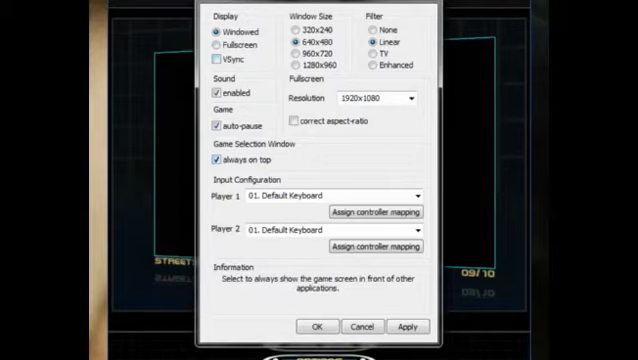 Display
Windowed
Fullscreen
VSync
Window Size
320x240
640x480
960x720
1280x960
Filter
None
Linear
TV
Enhanced
Sound
enabled
Game
auto-pause
Fullscreen
Resolution 1920x1080
correct aspect-ratio
Game Selection Window
always on top
Input Configuration
Player 1 01. Default Keyboard
Assign controller mapping
Player 2 01. Default Keyboard
Assign controller mapping
Information
Select to always show the game screen in front of other
applications.
OK Cancel Apply
STREETS
09/10